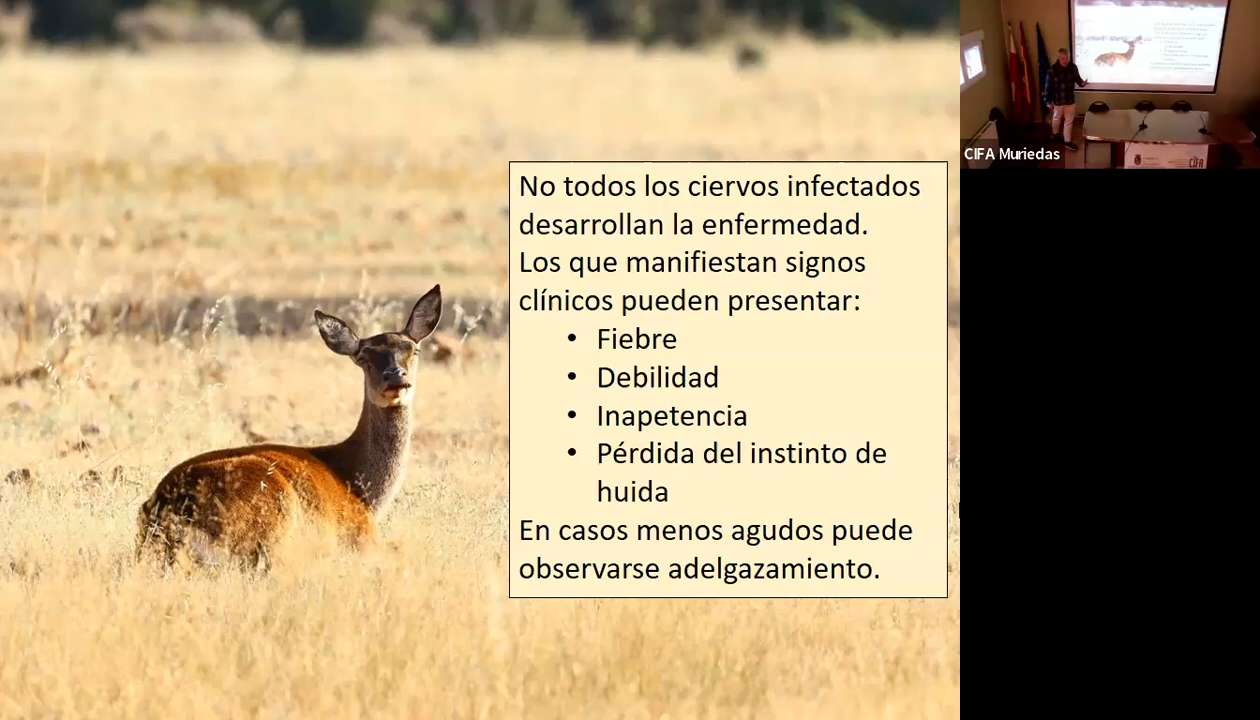 No todos los ciervos infectados
desarrollan la enfermedad.
Los que manifiestan signos
clínicos pueden presentar:
• Fiebre
• Debilidad
• Inapetencia
• Pérdida del instinto de
huida
En casos menos agudos puede
observarse adelgazamiento.
CIFA Muriedas
CIFA